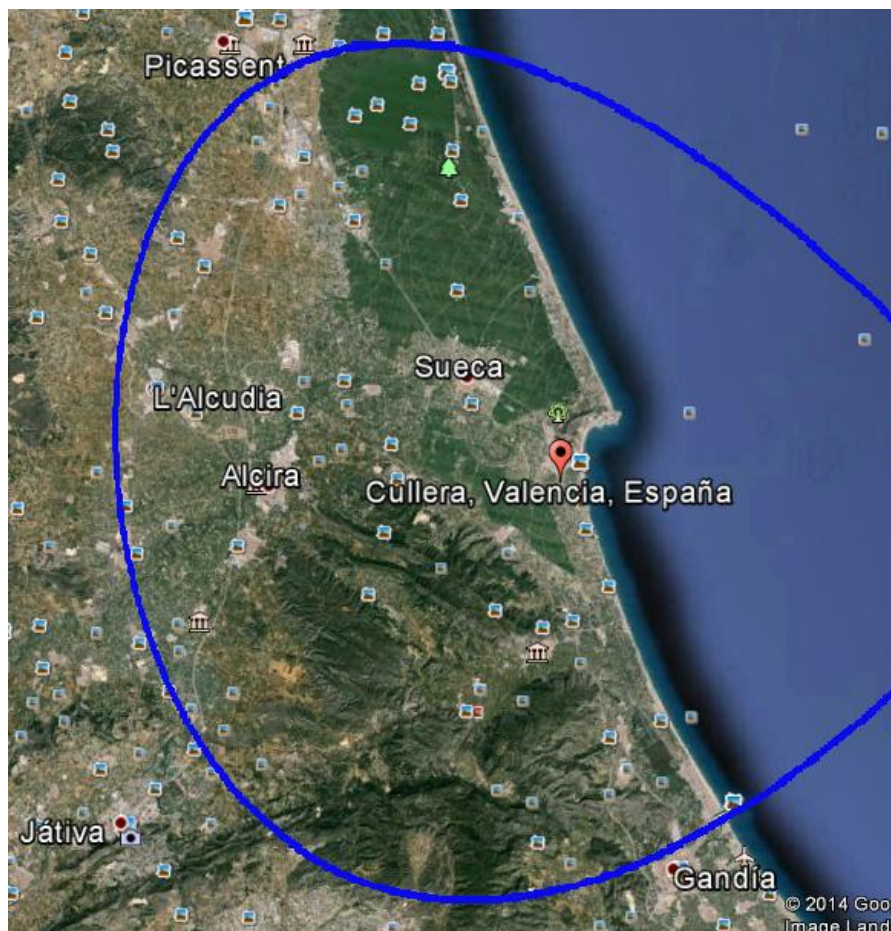 Picassent
Sueca
L'Alcudia
Alcira
Cullera, Valencia, España
Játiva
Gandía
© 2014 Goo
Image Land